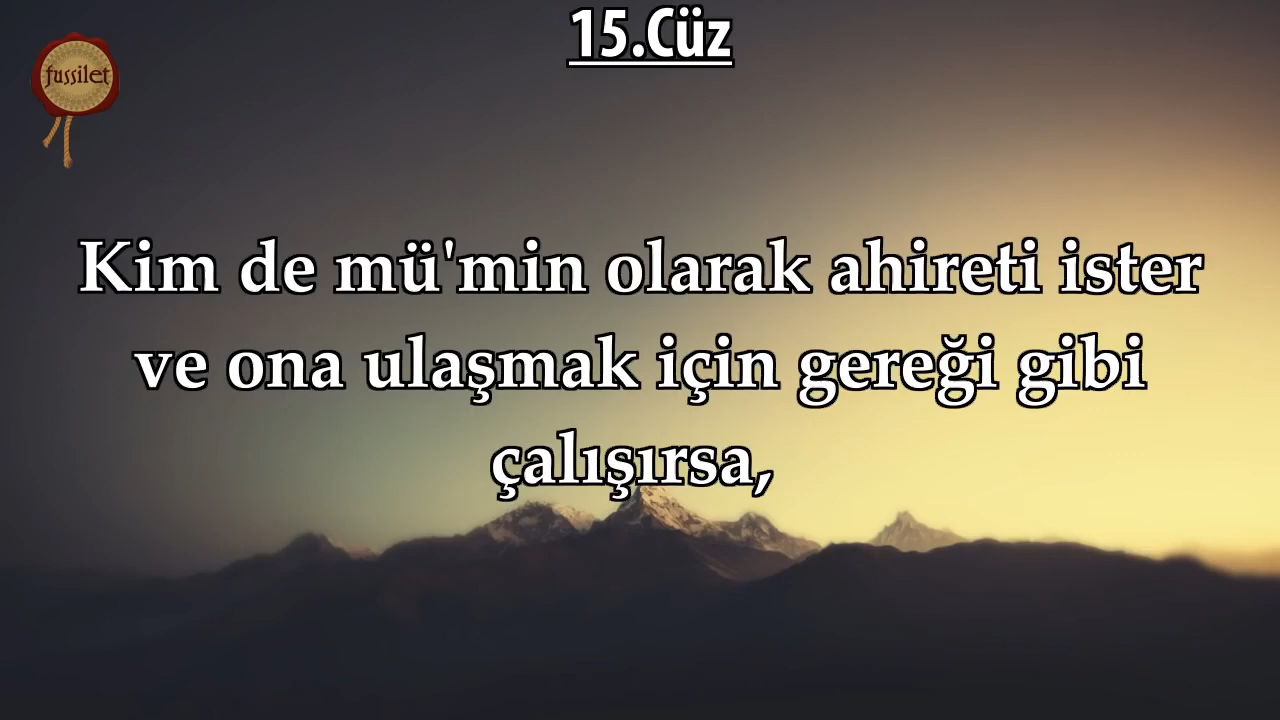 15.Cüz
fussilet
Kim de mü'min olarak ahireti ister
ve ona ulaşmak için gereği gibi
çalışırsa,